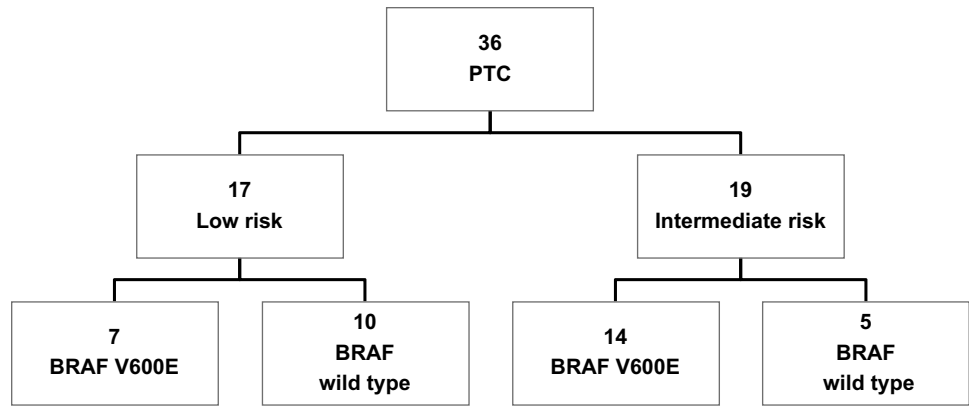 36
PTC
17
Low risk
19
Intermediate risk
7
BRAF V600E
10
BRAF
wild type
14
BRAF V600E
5
BRAF
wild type